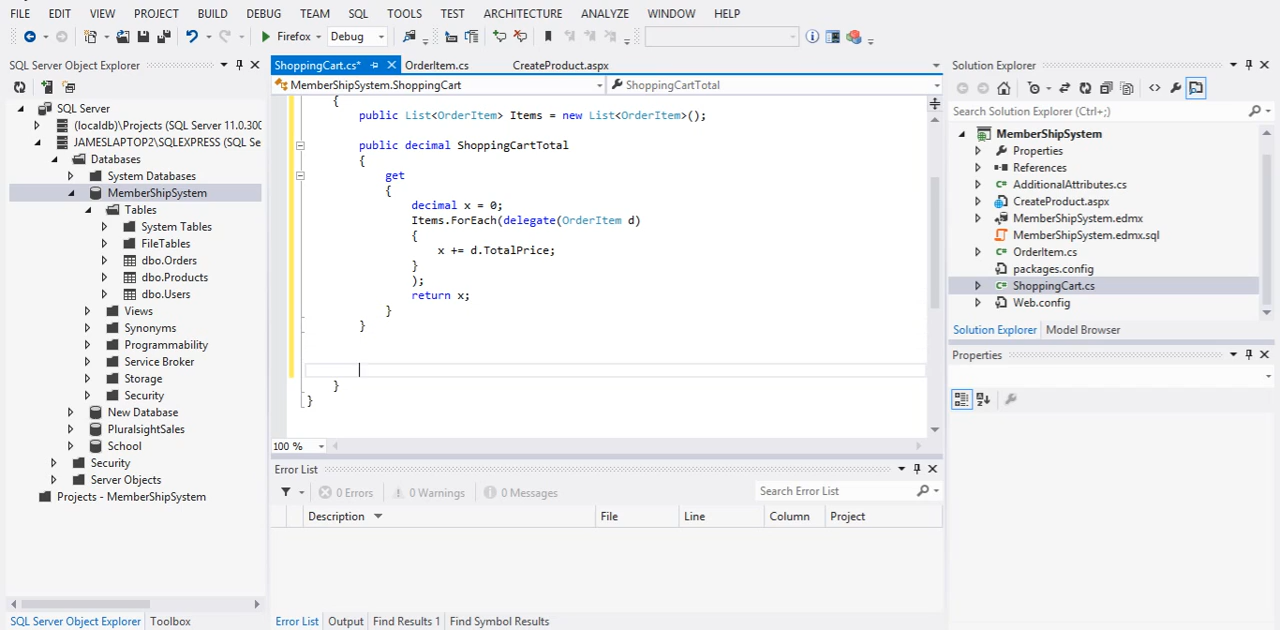 FILE EDIT VIEW PROJECT BUILD DEBUG TEAM SQL TOOLS TEST ARCHITECTURE ANALYZE WINDOW HELP
Firefox Debug
SQL Server Object Explorer
SQL Server
(localdb)\Projects (SQL Server 11.0.300
JAMESLAPTOP2\SQLEXPRESS (SQL Se
Databases
System Databases
MemberShipSystem
Tables
System Tables
FileTables
dbo.Orders
dbo.Products
dbo.Users
Views
Synonyms
Programmability
Service Broker
Storage
Security
New Database
PluralsightSales
School
Security
Server Objects
Projects - MemberShipSystem
SQL Server Object Explorer Toolbox
ShoppingCart.cs* OrderItem.cs CreateProduct.aspx
MemberShipSystem.ShoppingCart ShoppingCartTotal
{
public List<OrderItem> Items = new List<OrderItem>();
public decimal ShoppingCartTotal
{
get
{
decimal x = 0;
Items.ForEach(delegate(OrderItem d)
{
x += d.TotalPrice;
}
);
return x;
}
}
}
}
100 %
Error List
0 Errors 0 Warnings 0 Messages Search Error List
Description File Line Column Project
Error List Output Find Results 1 Find Symbol Results
Solution Explorer
Search Solution Explorer (Ctrl+;)
MemberShipSystem
Properties
References
AdditionalAttributes.cs
CreateProduct.aspx
MemberShipSystem.edmx
MemberShipSystem.edmx.sql
OrderItem.cs
packages.config
ShoppingCart.cs
Web.config
Solution Explorer Model Browser
Properties